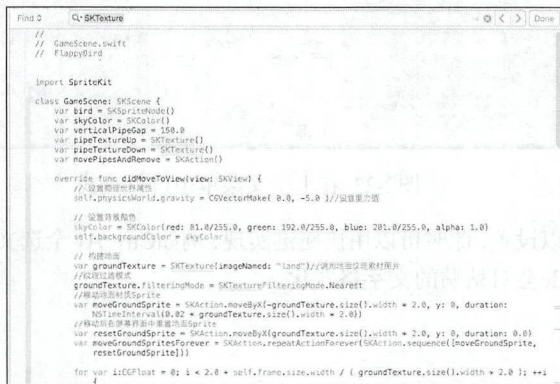 Find
SKTexture
Done
//
// GameScene.swift
// FlappyBird
import SpriteKit
class GameScene: SKScene {
var bird = SKSpriteNode()
var skyColor = SKColor()
var verticalPipeGap = 150.0
var pipeTextureUp = SKTexture()
var pipeTextureDown = SKTexture()
var movePipesAndRemove = SKAction()
override func didMoveToView(view: SKView) {
// 设置物理世界属性
self.physicsWorld.gravity = CGVectorMake( 0.0, -5.0 )//设置重力值
// 设置背景颜色
skyColor = SKColor(red: 81.0/255.0, green: 192.0/255.0, blue: 201.0/255.0, alpha: 1.0)
self.backgroundColor = skyColor
// 构建地面
var groundTexture = SKTexture(imageNamed: "land")//调用地面纹理素材图片
//纹理过滤模式
groundTexture.filteringMode = SKTextureFilteringMode.Nearest
//移动地面材质Sprite
var moveGroundSprite = SKAction.moveByX(-groundTexture.size().width * 2.0, y: 0, duration:
NSTimeInterval(0.02 * groundTexture.size().width * 2.0))
//移动后在屏幕界面中重置地面Sprite
var resetGroundSprite = SKAction.moveByX(groundTexture.size().width * 2.0, y: 0, duration: 0.0)
var moveGroundSpritesForever = SKAction.repeatActionForever(SKAction.sequence([moveGroundSprite,
resetGroundSprite]))
for var i:CGFloat = 0; i < 2.0 + self.frame.size.width / ( groundTexture.size().width * 2.0 ); ++i
{